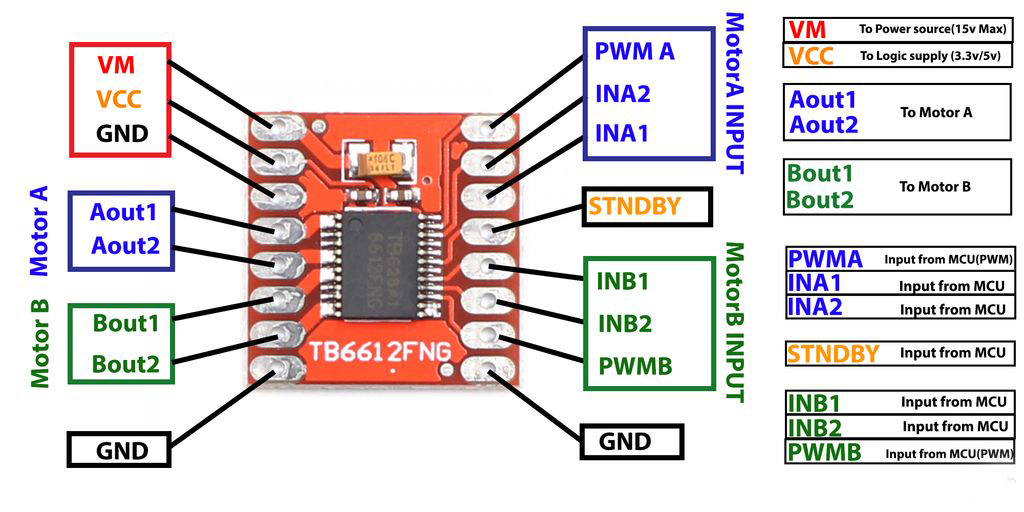 VM
VCC
GND
Motor A
Aout1
Aout2
Motor B
Bout1
Bout2
GND
TB6612FNG
PWM A
INA2
INA1
MotorA INPUT
STNDBY
INB1
INB2
PWMB
MotorB INPUT
GND
VM To Power source(15v Max)
VCC To Logic supply (3.3v/5v)
Aout1
Aout2
To Motor A
Bout1
Bout2
To Motor B
PWMA Input from MCU(PWM)
INA1 Input from MCU
INA2 Input from MCU
STNDBY Input from MCU
INB1 Input from MCU
INB2 Input from MCU
PWMB Input from MCU(PWM)